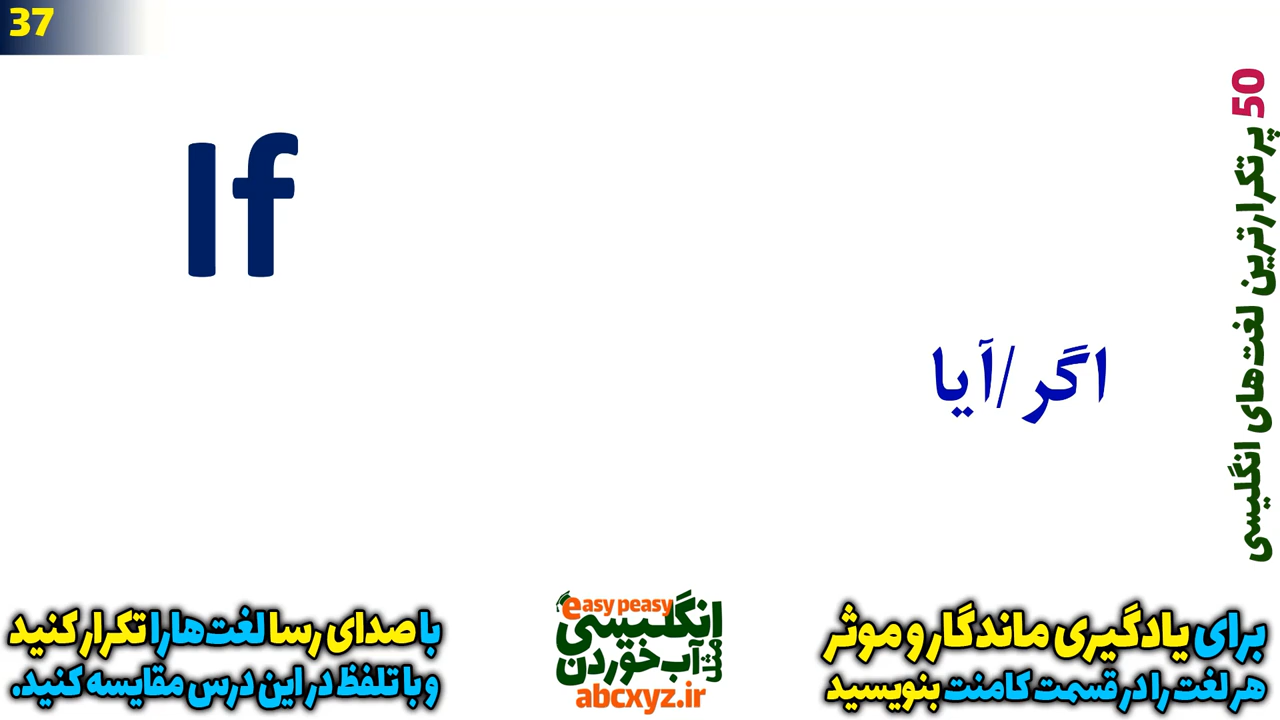 37
If
اگر/آیا
50 پرتکرارترین لغت‌های انگلیسی
برای یادگیری ماندگار و موثر
هر لغت را در قسمت کامنت بنویسید
easy peasy
انگلیسی
مثل آب خوردن
abcxyz.ir
با صدای رسا لغت‌ها را تکرار کنید
و با تلفظ در این درس مقایسه کنید.